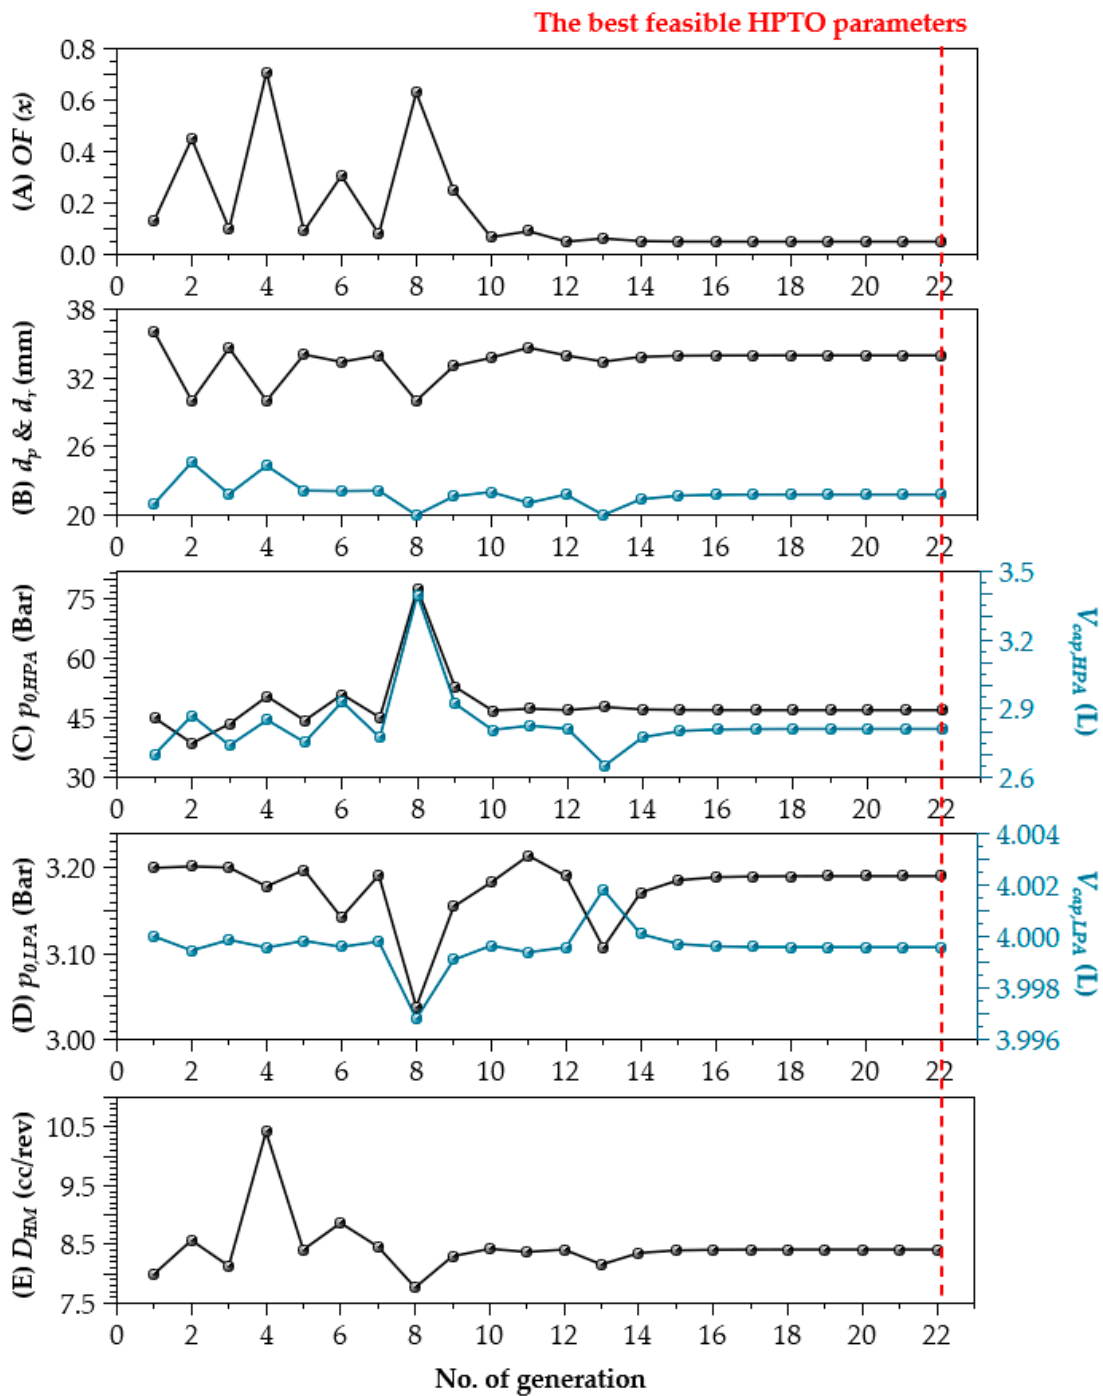 The best feasible HPTO parameters
(A) OF (x)
0.8
0.6
0.4
0.2
0.0
0 2 4 6 8 10 12 14 16 18 20 22
(B) dp & dr (mm)
38
32
26
20
0 2 4 6 8 10 12 14 16 18 20 22
(C) p0,HPA (Bar)
75
60
45
30
3.5
3.2
2.9
2.6
Vcap,HPA (L)
0 2 4 6 8 10 12 14 16 18 20 22
(D) p0,LPA (Bar)
3.20
3.10
3.00
4.004
4.002
4.000
3.998
3.996
Vcap,LPA (L)
0 2 4 6 8 10 12 14 16 18 20 22
(E) DHM (cc/rev)
10.5
9.5
8.5
7.5
0 2 4 6 8 10 12 14 16 18 20 22
No. of generation